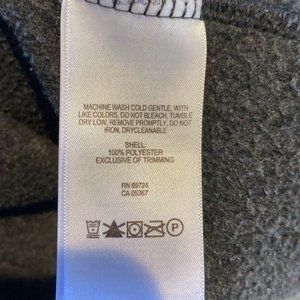 MACHINE WASH COLD GENTLE, WITH
LIKE COLORS, DO NOT BLEACH, TUMBLE
DRY LOW, REMOVE PROMPTLY, DO NOT
IRON, DRYCLEANABLE
SHELL:
100% POLYESTER
EXCLUSIVE OF TRIMMING
RN 69724
CA 05367
P